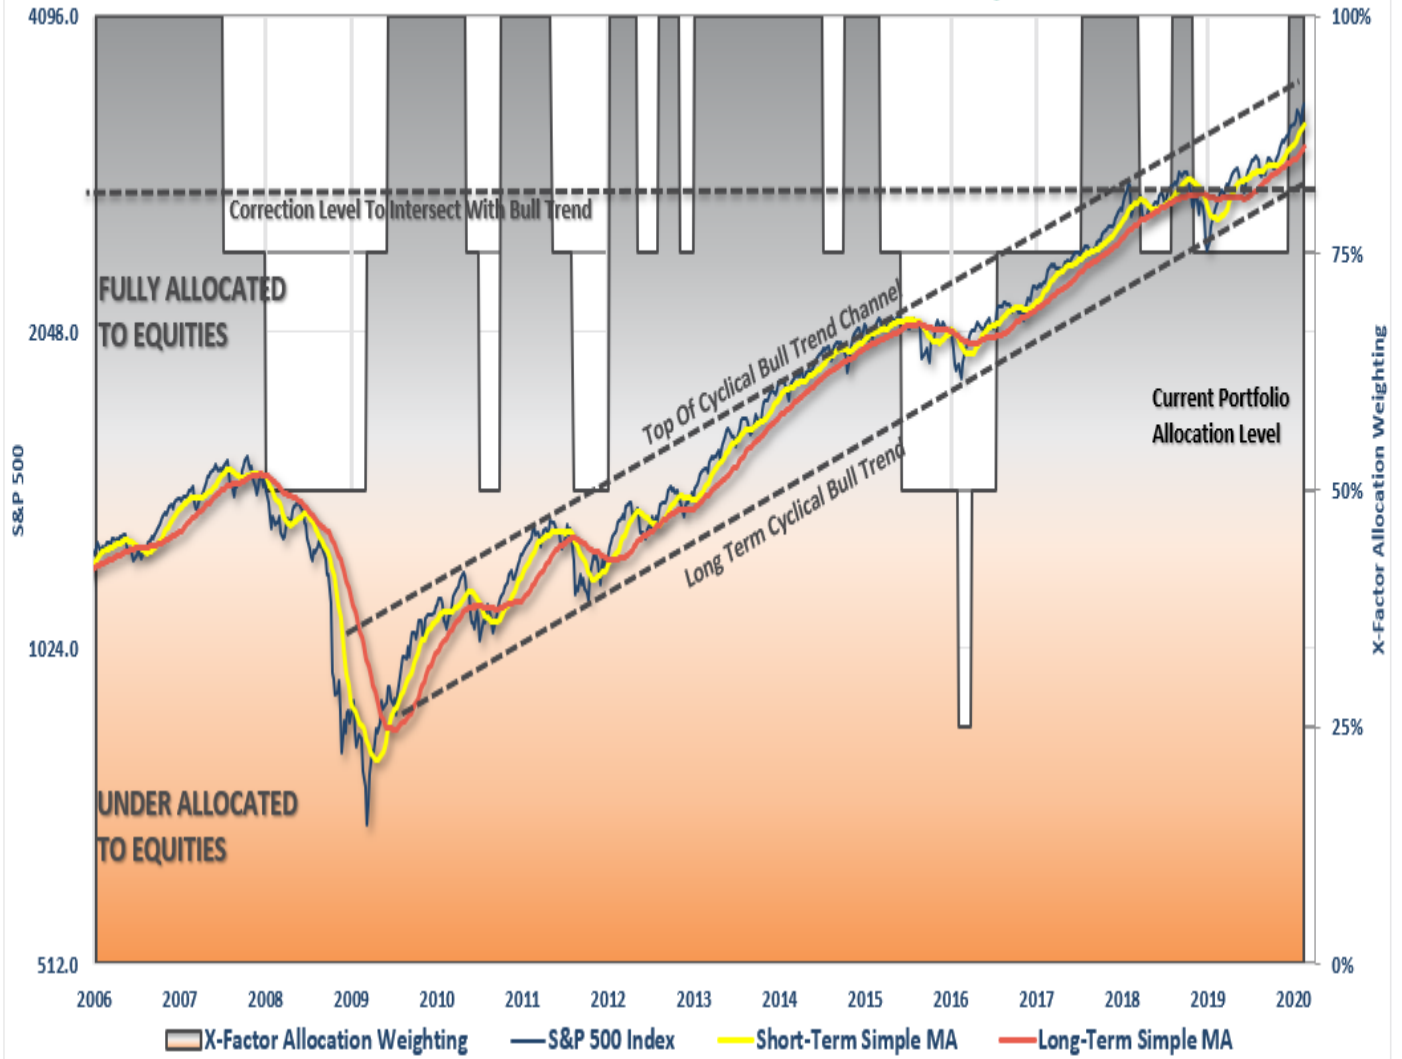 4096.0
100%
Correction Level To Intersect With Bull Trend
75%
FULLY ALLOCATED
TO EQUITIES
2048.0
Top Of Cyclical Bull Trend Channel
Long Term Cyclical Bull Trend
Current Portfolio
Allocation Level
S&P 500
X-Factor Allocation Weighting
50%
1024.0
25%
UNDER ALLOCATED
TO EQUITIES
512.0
0%
2006 2007 2008 2009 2010 2011 2012 2013 2014 2015 2016 2017 2018 2019 2020
X-Factor Allocation Weighting S&P 500 Index Short-Term Simple MA Long-Term Simple MA